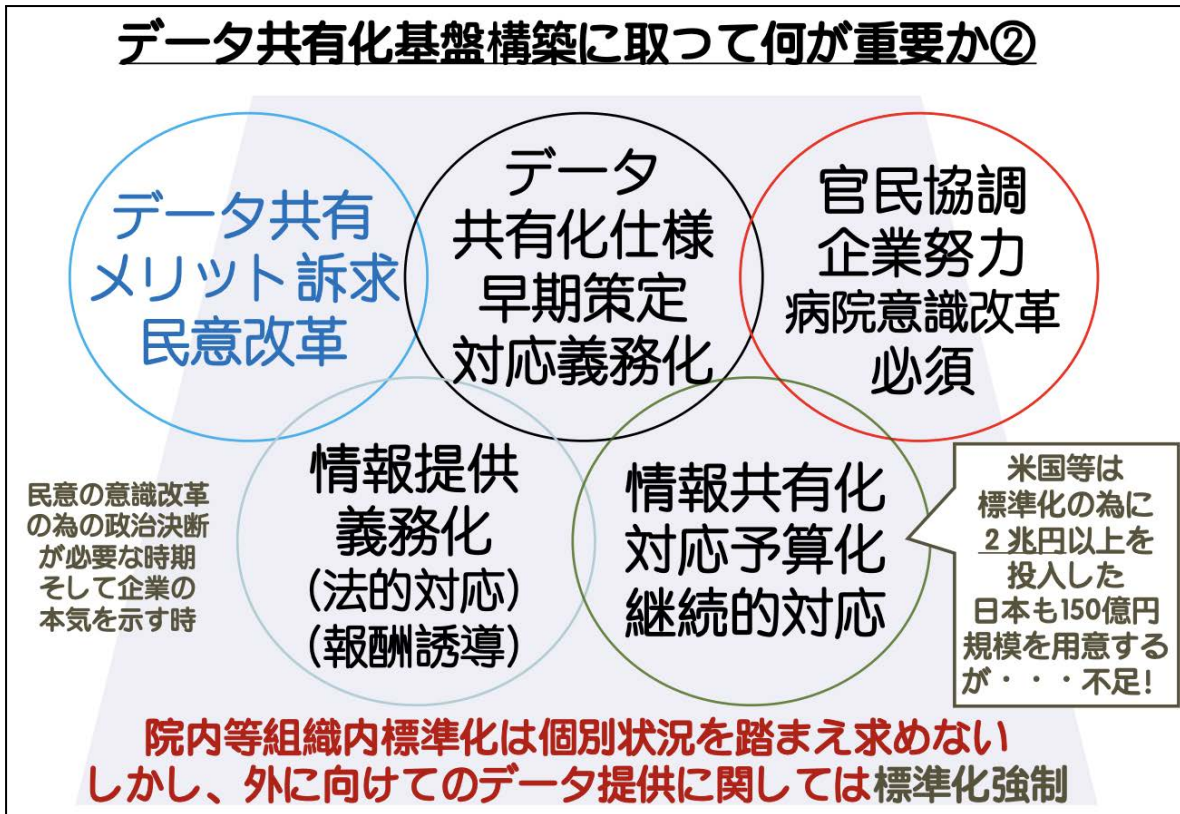 データ共有化基盤構築に取って何が重要か②
データ共有
メリット訴求
民意改革
データ
共有化仕様
早期策定
対応義務化
官民協調
企業努力
病院意識改革
必須
民意の意識改革
の為の政治決断
が必要な時期
そして企業の
本気を示す時
情報提供
義務化
(法的対応)
(報酬誘導)
情報共有化
対応予算化
継続的対応
米国等は
標準化の為に
2兆円以上を
投入した
日本も150億円
規模を用意する
が・・・不足!
院内等組織内標準化は個別状況を踏まえ求めない
しかし、外に向けてのデータ提供に関しては標準化強制